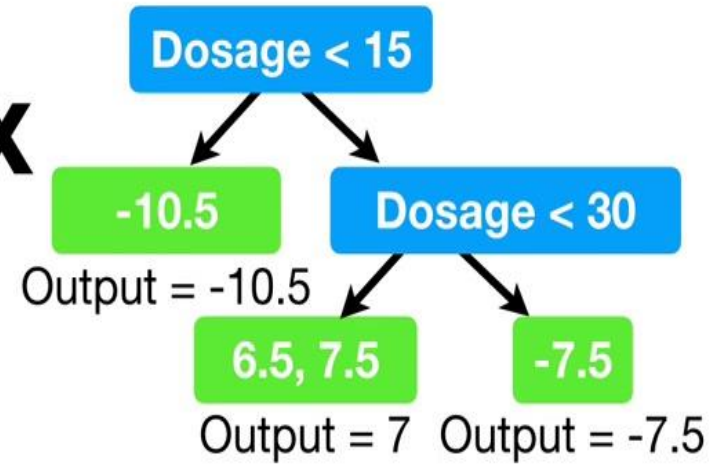 Dosage < 15
x
-10.5
Dosage < 30
Output = -10.5
6.5, 7.5
-7.5
Output = 7
Output = -7.5